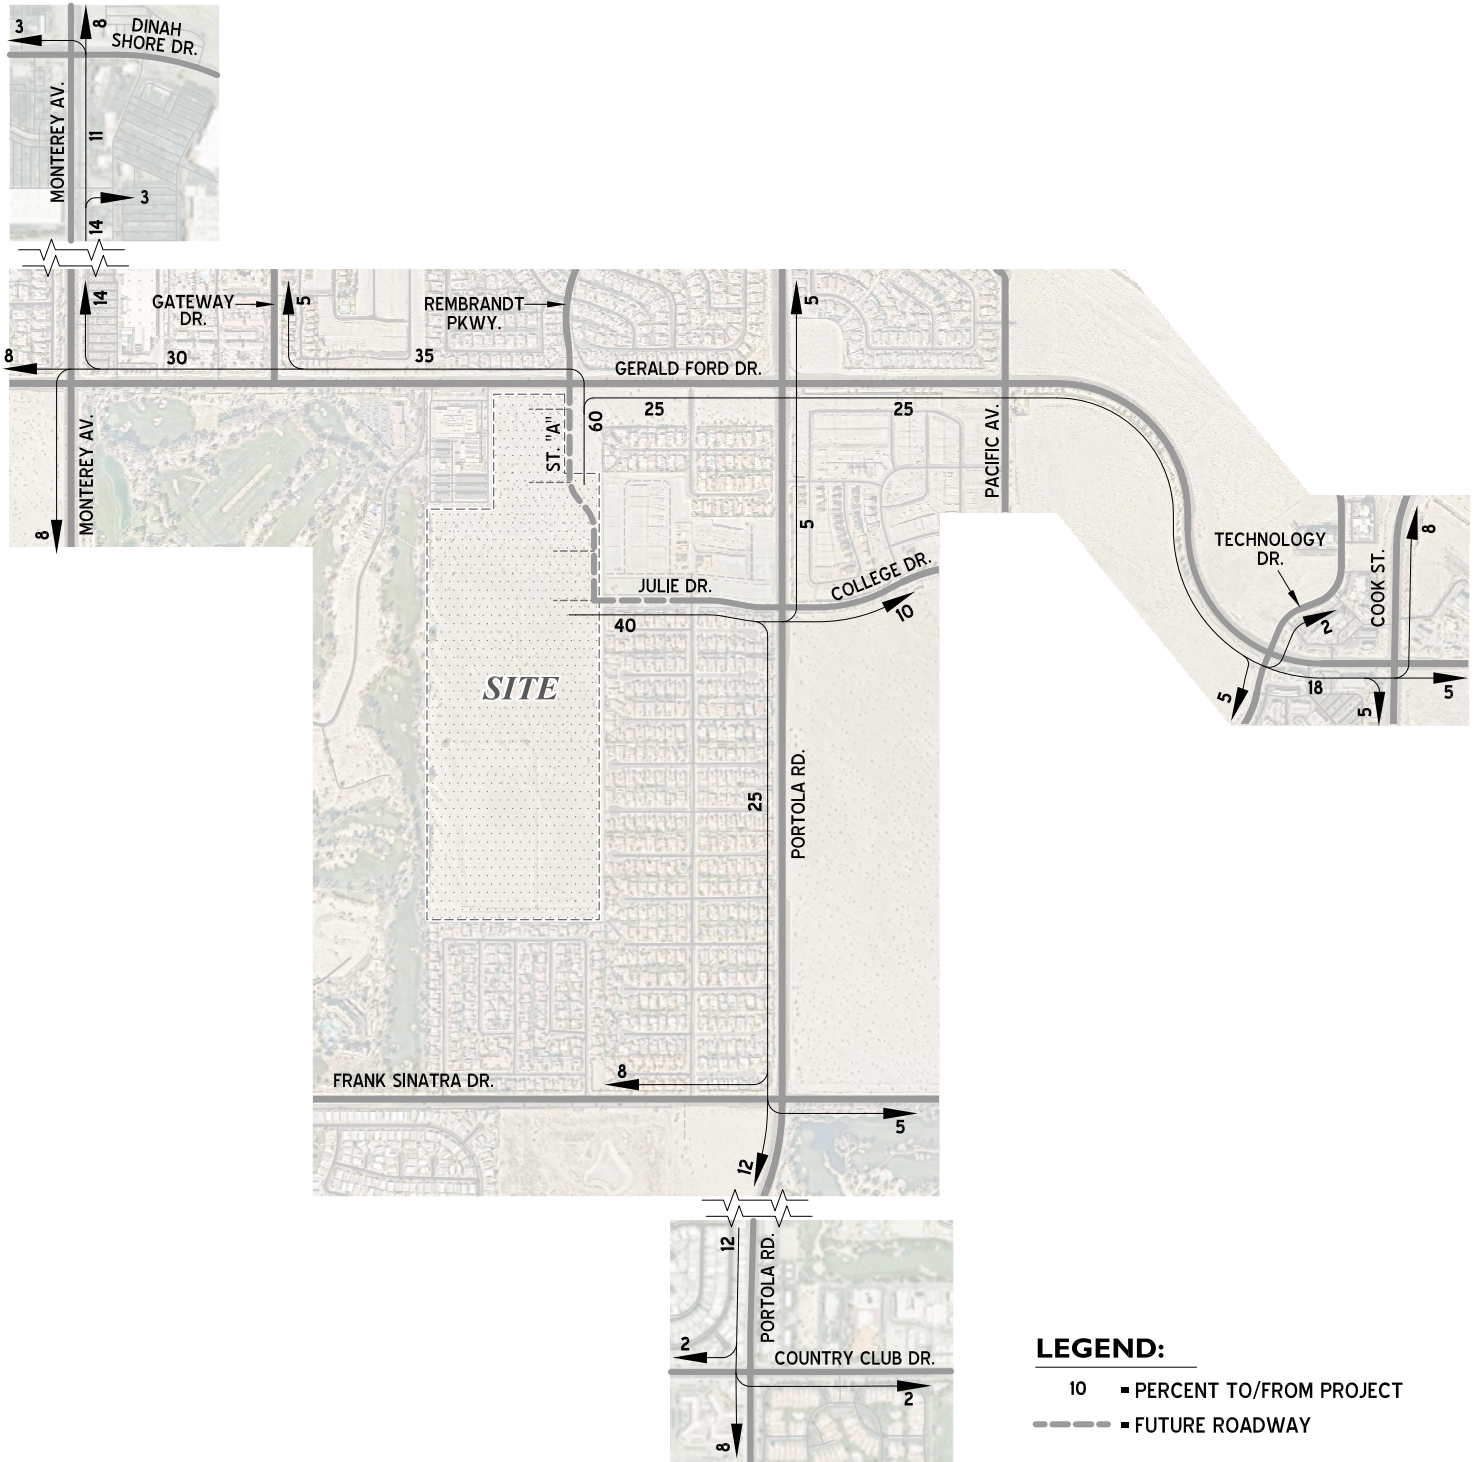 3
8
DINAH
SHORE DR.
MONTEREY AV.
11
3
14
14
GATEWAY
DR.
5
REMBRANDT
PKWY.
5
8
30
35
GERALD FORD DR.
MONTEREY AV.
8
ST. "A"
60
25
25
PACIFIC AV.
5
JULIE DR.
COLLEGE DR.
40
10
TECHNOLOGY
DR.
COOK ST.
8
2
5
18
5
5
SITE
25
PORTOLA RD.
FRANK SINATRA DR.
8
5
12
12
PORTOLA RD.
2
COUNTRY CLUB DR.
2
8
LEGEND:
10 = PERCENT TO/FROM PROJECT
= FUTURE ROADWAY